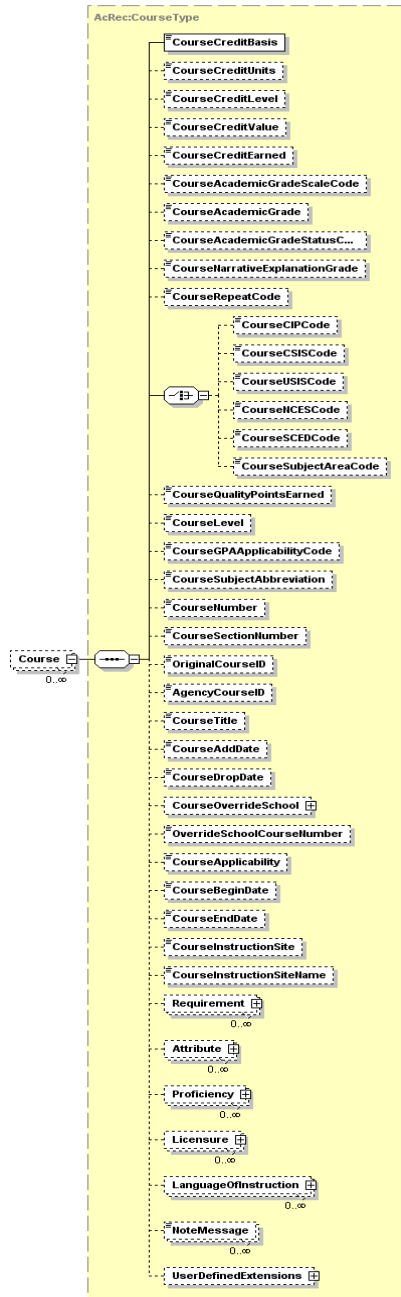 AcRec:CourseType
CourseCreditBasis
CourseCreditUnits
CourseCreditLevel
CourseCreditValue
CourseCreditEarned
CourseAcademicGradeScaleCode
CourseAcademicGrade
CourseAcademicGradeStatusC...
CourseNarrativeExplanationGrade
CourseRepeatCode
CourseCIPCode
CourseCSISCode
CourseUSISCode
CourseNCESCode
CourseSCEDCode
CourseSubjectAreaCode
CourseQualityPointsEarned
CourseLevel
CourseGPAApplicabilityCode
CourseSubjectAbbreviation
CourseNumber
CourseSectionNumber
Course
0..∞
OriginalCourseID
AgencyCourseID
CourseTitle
CourseAddDate
CourseDropDate
CourseOverrideSchool
OverrideSchoolCourseNumber
CourseApplicability
CourseBeginDate
CourseEndDate
CourseInstructionSite
CourseInstructionSiteName
Requirement
0..∞
Attribute
0..∞
Proficiency
0..∞
Licensure
0..∞
LanguageOfInstruction
0..∞
NoteMessage
0..∞
UserDefinedExtensions